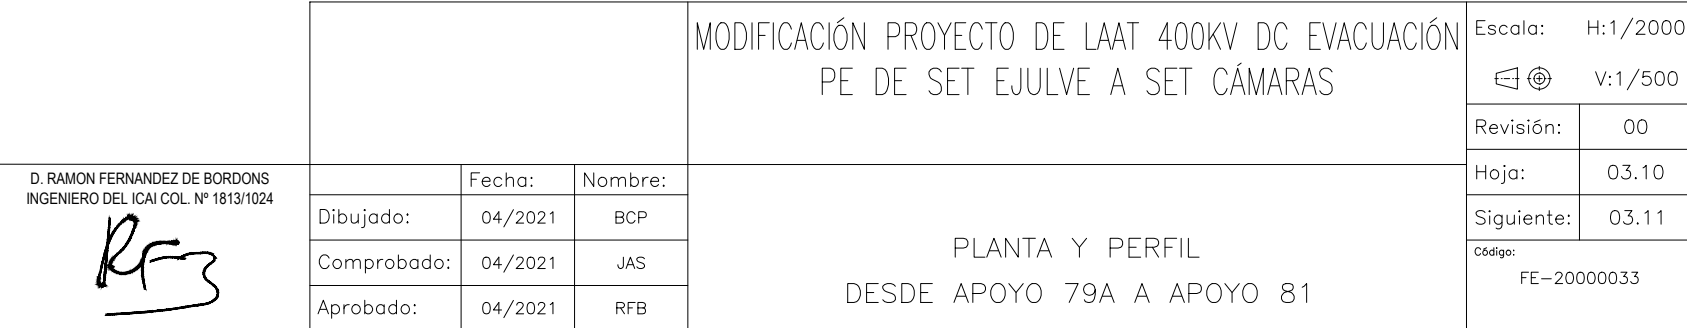 MODIFICACIÓN PROYECTO DE LAAT 400KV DC EVACUACIÓN
PE DE SET EJULVE A SET CÁMARAS
Escala: H:1/2000
V:1/500
Revisión: 00
Hoja: 03.10
Siguiente: 03.11
Código:
FE-20000033
D. RAMON FERNANDEZ DE BORDONS
INGENIERO DEL ICAI COL. Nº 1813/1024
RFB
Fecha: Nombre:
Dibujado: 04/2021 BCP
Comprobado: 04/2021 JAS
Aprobado: 04/2021 RFB
PLANTA Y PERFIL
DESDE APOYO 79A A APOYO 81